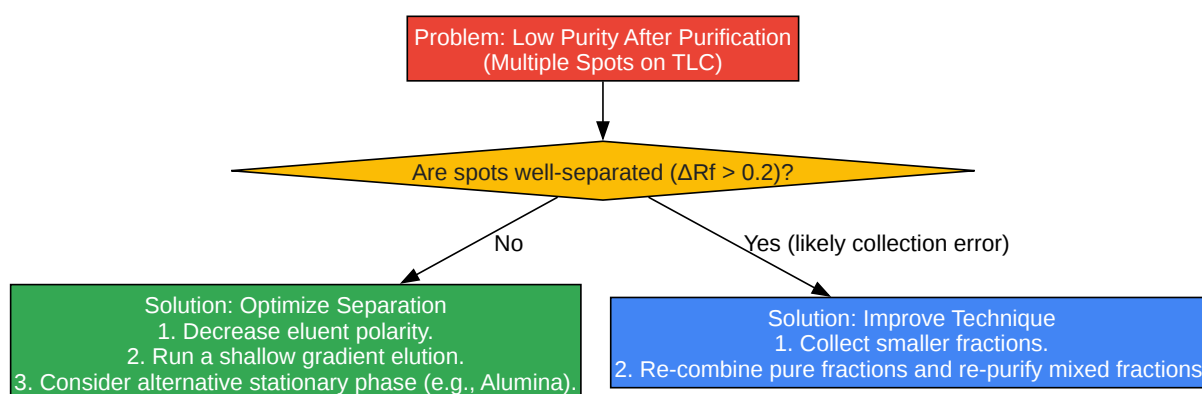 Problem: Low Purity After Purification
(Multiple Spots on TLC)
Are spots well-separated (ΔRf > 0.2)?
No
Yes (likely collection error)
Solution: Optimize Separation
1. Decrease eluent polarity.
2. Run a shallow gradient elution.
3. Consider alternative stationary phase (e.g., Alumina).
Solution: Improve Technique
1. Collect smaller fractions.
2. Re-combine pure fractions and re-purify mixed fractions